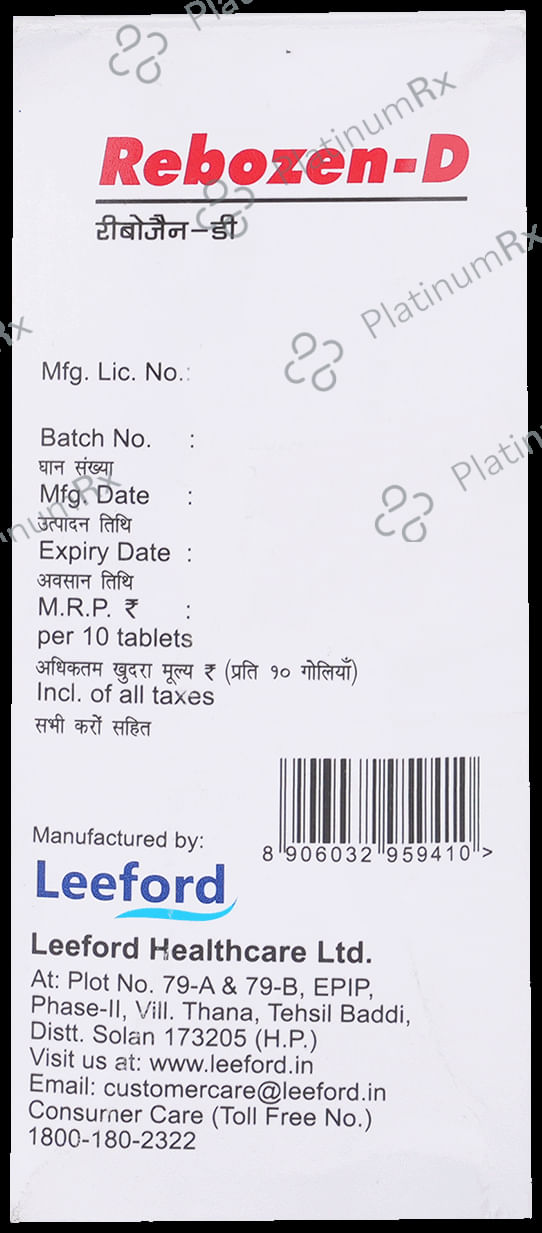 Rebozen-D
रीबोजैन-डी
Mfg. Lic. No.:
Batch No. :
घान संख्या
Mfg. Date :
उत्पादन तिथि
Expiry Date :
अवसान तिथि
M.R.P. ₹ :
per 10 tablets
अधिकतम खुदरा मूल्य ₹ (प्रति १० गोलियाँ)
Incl. of all taxes
सभी करों सहित
8 906032 959410 >
Manufactured by:
Leeford
Leeford Healthcare Ltd.
At: Plot No. 79-A & 79-B, EPIP,
Phase-II, Vill. Thana, Tehsil Baddi,
Distt. Solan 173205 (H.P.)
Visit us at: www.leeford.in
Email: customercare@leeford.in
Consumer Care (Toll Free No.)
1800-180-2322
PlatinumRx
PlatinumRx